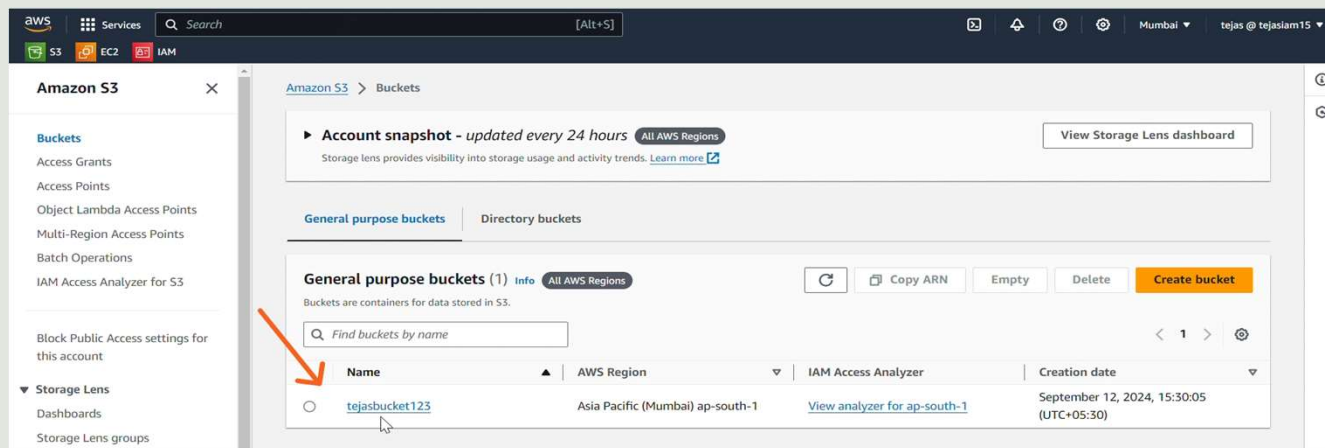 aws Services Search [Alt+S] Mumbai ▼ tejas @ tejasiam15 ▼
S3 EC2 IAM
Amazon S3
Buckets
Access Grants
Access Points
Object Lambda Access Points
Multi-Region Access Points
Batch Operations
IAM Access Analyzer for S3
Block Public Access settings for
this account
▼ Storage Lens
Dashboards
Storage Lens groups
Amazon S3 > Buckets
▶ Account snapshot - updated every 24 hours All AWS Regions
View Storage Lens dashboard
Storage lens provides visibility into storage usage and activity trends. Learn more
General purpose buckets Directory buckets
General purpose buckets (1) Info All AWS Regions
Copy ARN Empty Delete Create bucket
Buckets are containers for data stored in S3.
Find buckets by name
< 1 >
Name ▲ AWS Region ▽ IAM Access Analyzer Creation date ▽
tejasbucket123 Asia Pacific (Mumbai) ap-south-1 View analyzer for ap-south-1 September 12, 2024, 15:30:05
(UTC+05:30)